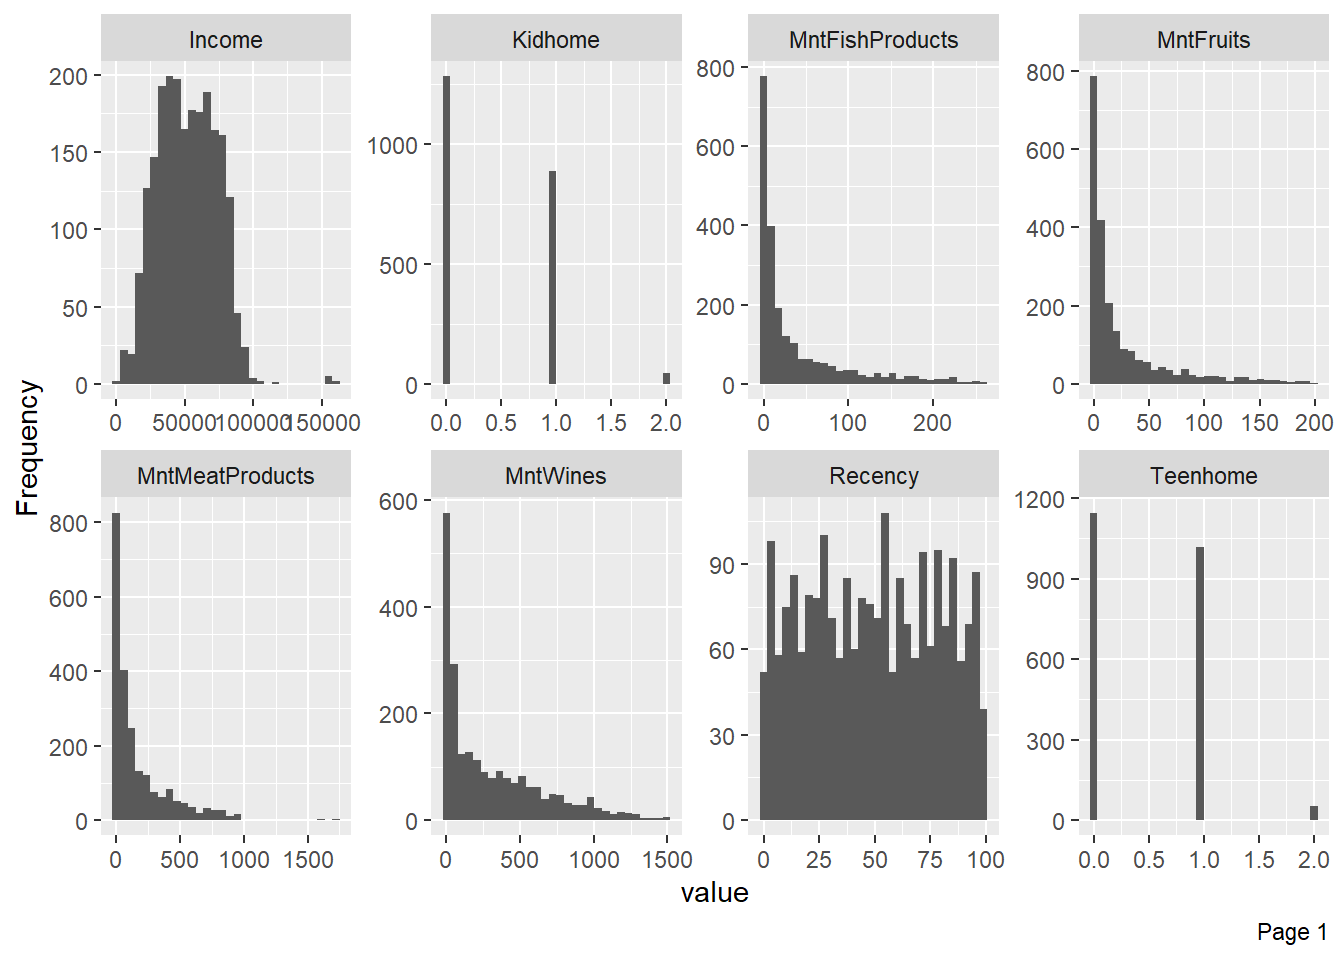 Income
Kidhome
MntFishProducts
MntFruits
200
150
100
50
0
0 50000 100000 150000
1000
500
0
0.0 0.5 1.0 1.5 2.0
800
600
400
200
0
0 100 200
800
600
400
200
0
0 50 100 150 200
Frequency
MntMeatProducts
MntWines
Recency
Teenhome
800
600
400
200
0
0 500 1000 1500
600
400
200
0
0 500 1000 1500
90
60
30
0
0 25 50 75 100
1200
900
600
300
0
0.0 0.5 1.0 1.5 2.0
value
Page 1